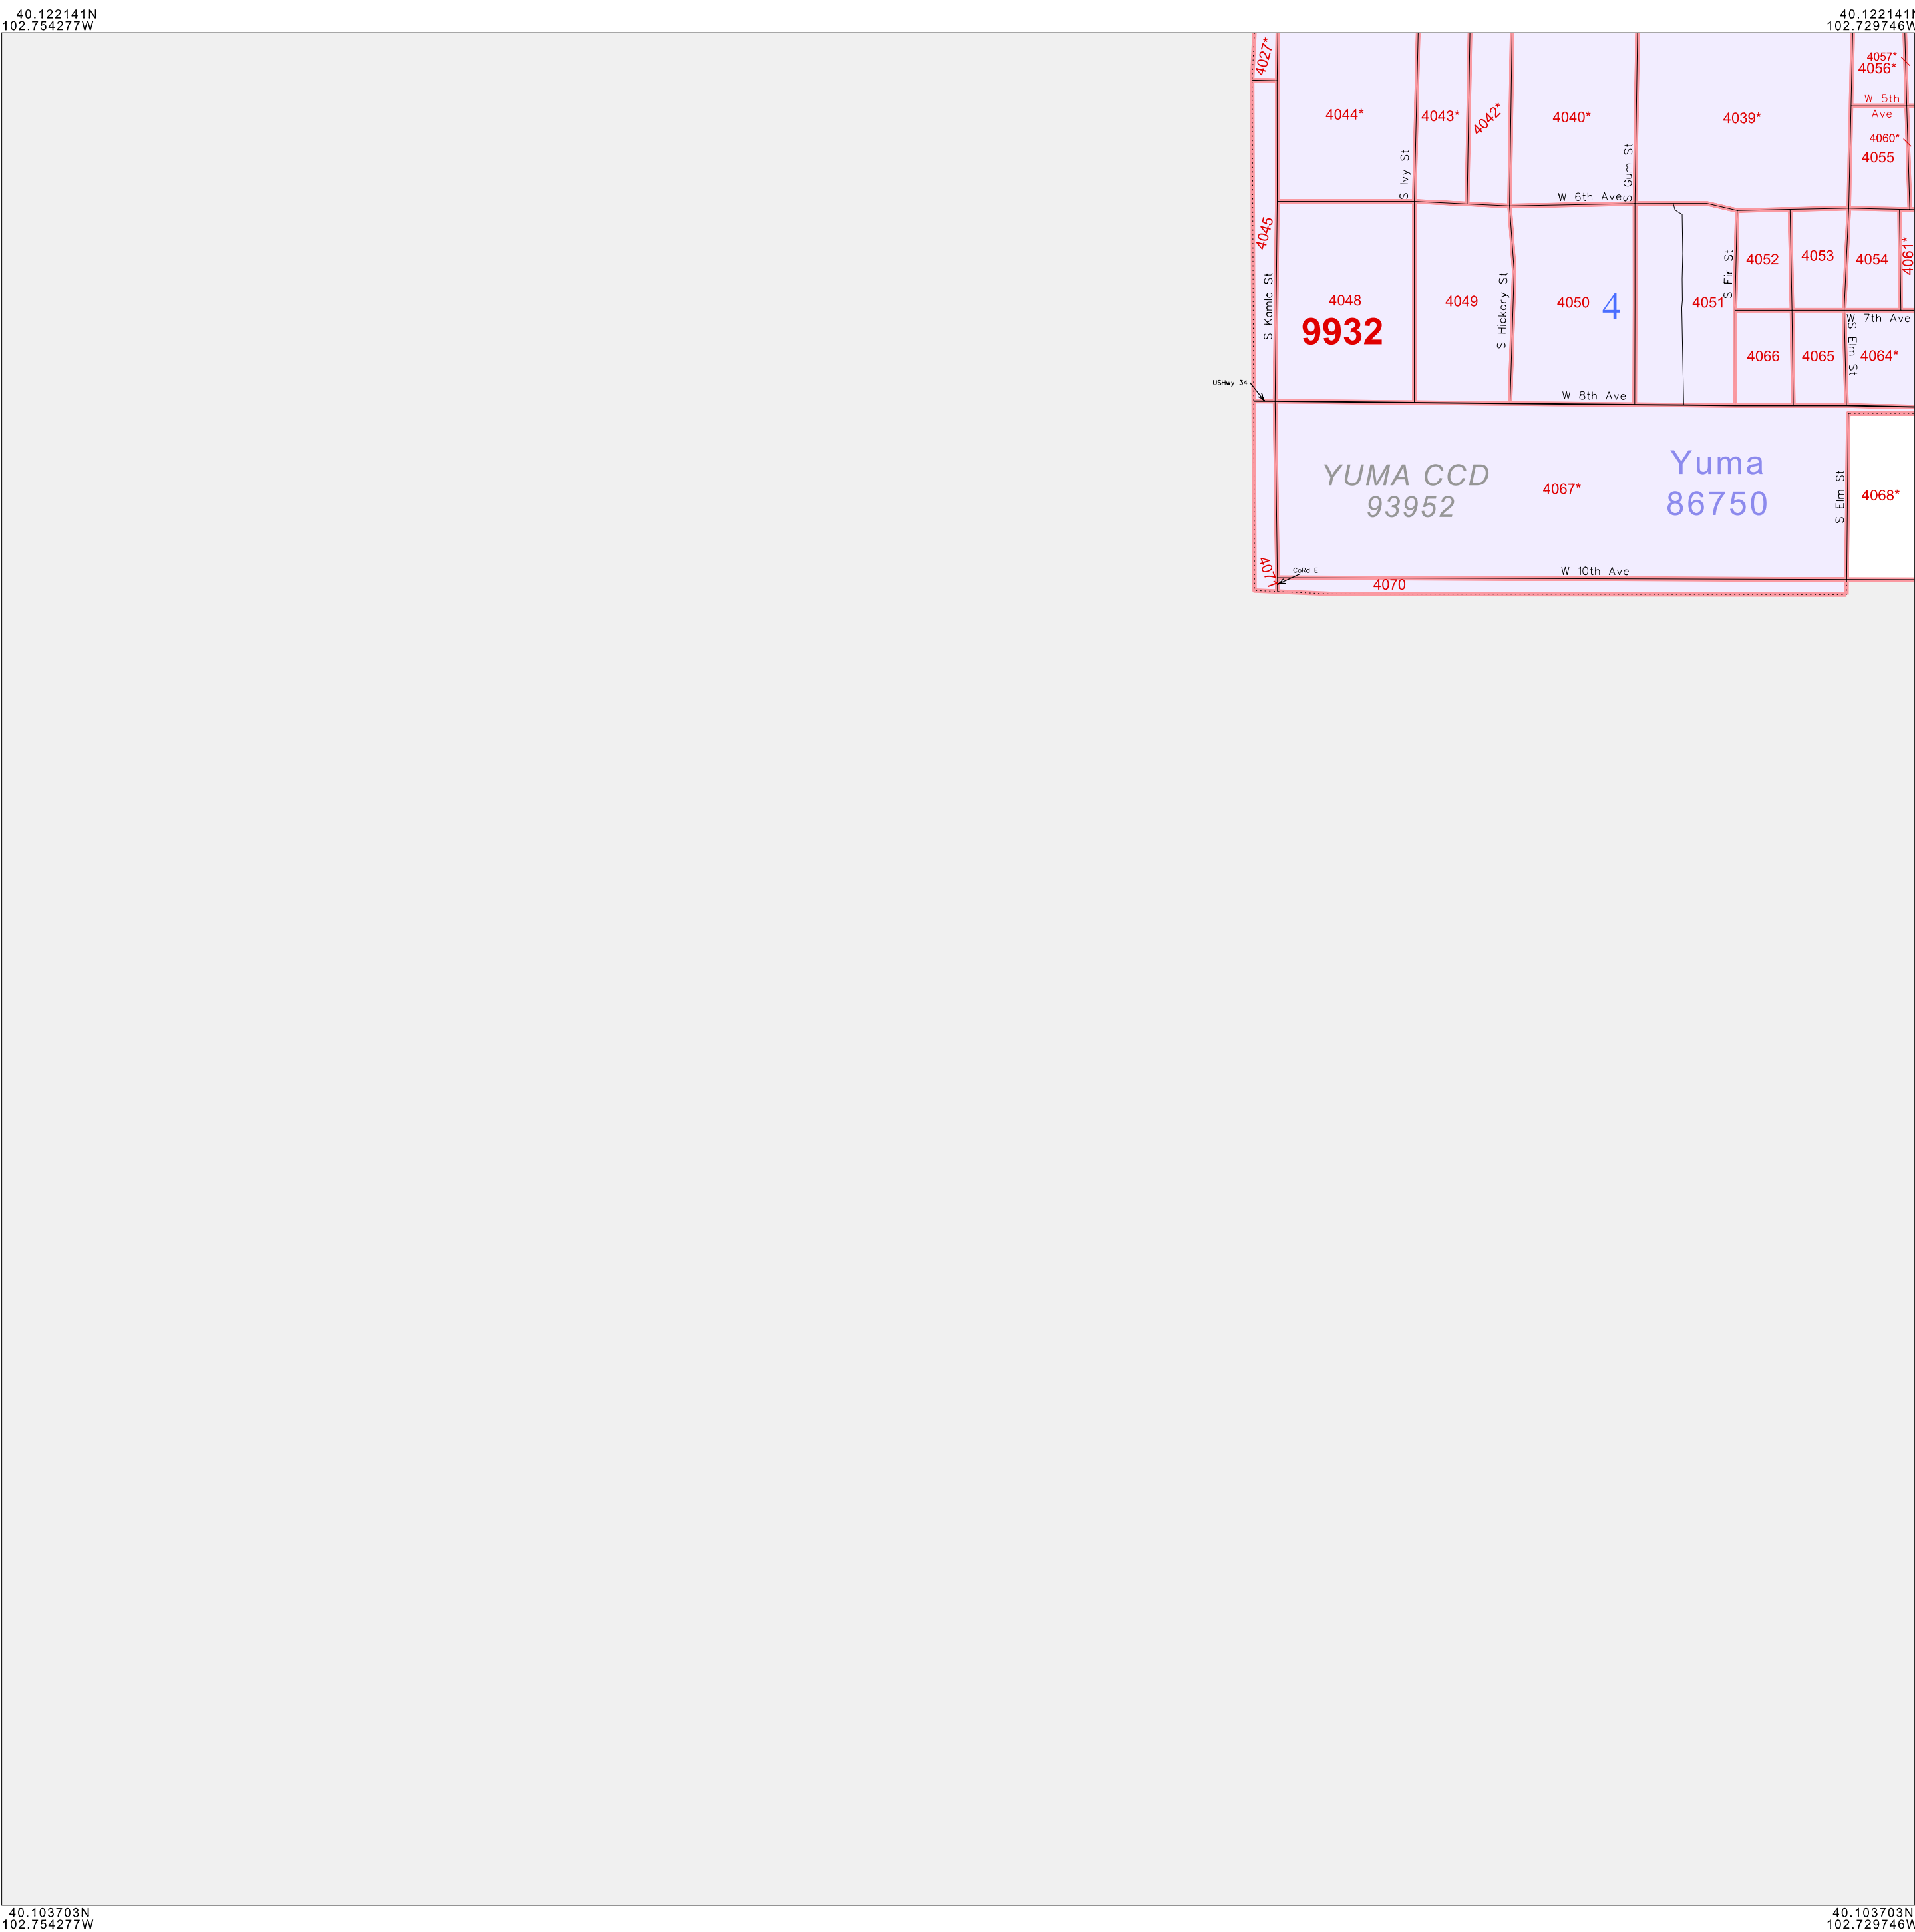 40.122141N
102.754277W
40.122141N
102.729746W
4027*
4044*
4043*
4042*
4040*
4039*
4057*
4056*
W 5th
Ave
4060*
4055
S Ivy St
S Gum St
W 6th Ave
4045
S Kamla St
4048
9932
4049
S Hickory St
4050
4
4051
S Fir St
4052
4053
4054
4061*
W 7th Ave
S Elm St
4066
4065
4064*
USHwy 34
W 8th Ave
YUMA CCD
93952
4067*
Yuma
86750
S Elm St
4068*
CoRd E
4070
W 10th Ave
40.103703N
102.754277W
40.103703N
102.729746W